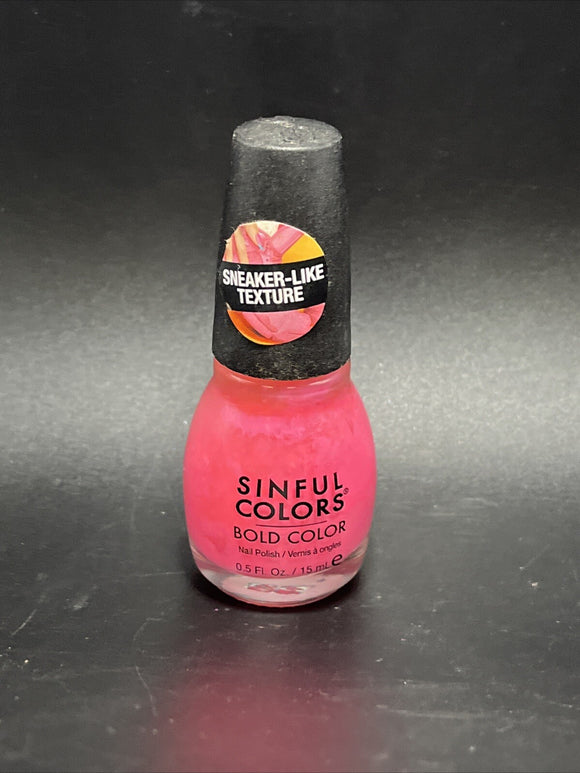 SNEAKER-LIKE
TEXTURE
SINFUL
COLORS®
BOLD COLOR
Nail Polish / Vernis à ongles
0.5 Fl. Oz. / 15 mL ℮